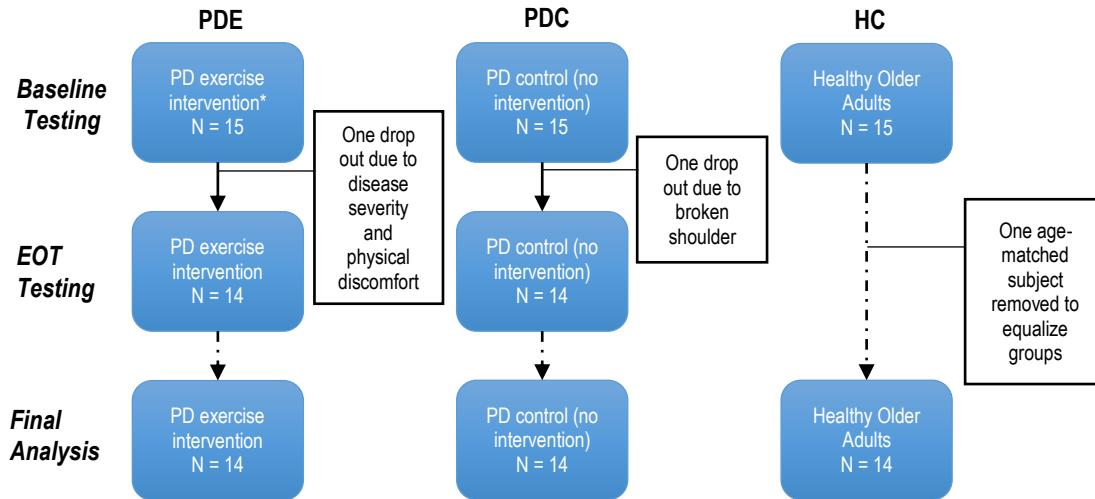 PDE
PDC
HC
Baseline
Testing
PD exercise
intervention*
N = 15
PD control (no
intervention)
N = 15
Healthy Older
Adults
N = 15
One drop
out due to
disease
severity
and
physical
discomfort
One drop
out due to
broken
shoulder
EOT
Testing
PD exercise
intervention
N = 14
PD control (no
intervention)
N = 14
One age-
matched
subject
removed to
equalize
groups
Final
Analysis
PD exercise
intervention
N = 14
PD control (no
intervention)
N = 14
Healthy Older
Adults
N = 14